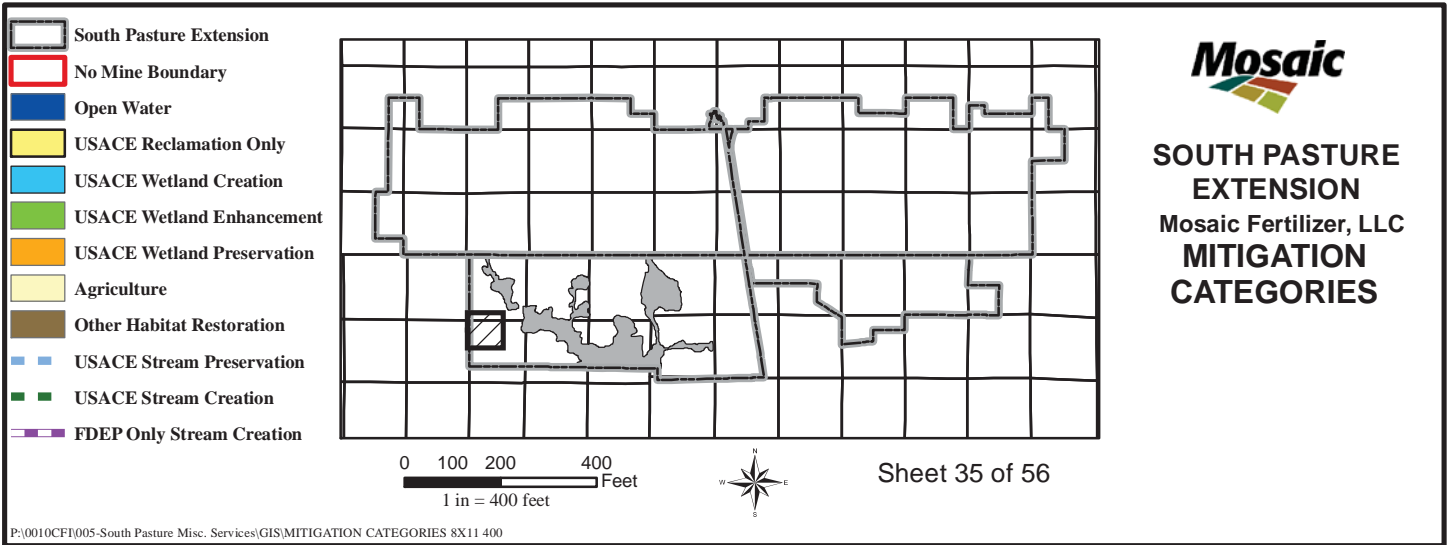 South Pasture Extension
No Mine Boundary
Open Water
USACE Reclamation Only
USACE Wetland Creation
USACE Wetland Enhancement
USACE Wetland Preservation
Agriculture
Other Habitat Restoration
USACE Stream Preservation
USACE Stream Creation
FDEP Only Stream Creation
0 100 200 400
Feet
1 in = 400 feet
N
W E
S
Sheet 35 of 56
Mosaic
SOUTH PASTURE
EXTENSION
Mosaic Fertilizer, LLC
MITIGATION
CATEGORIES
P:\0010CFI\005-South Pasture Misc. Services\GIS\MITIGATION CATEGORIES 8X11 400